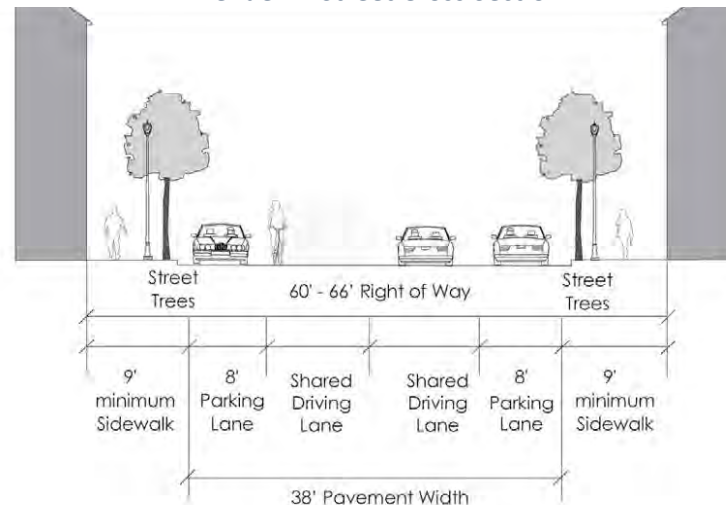 Street
Trees
60' - 66' Right of Way
Street
Trees
9'
minimum
Sidewalk
8'
Parking
Lane
Shared
Driving
Lane
Shared
Driving
Lane
8'
Parking
Lane
9'
minimum
Sidewalk
38' Pavement Width